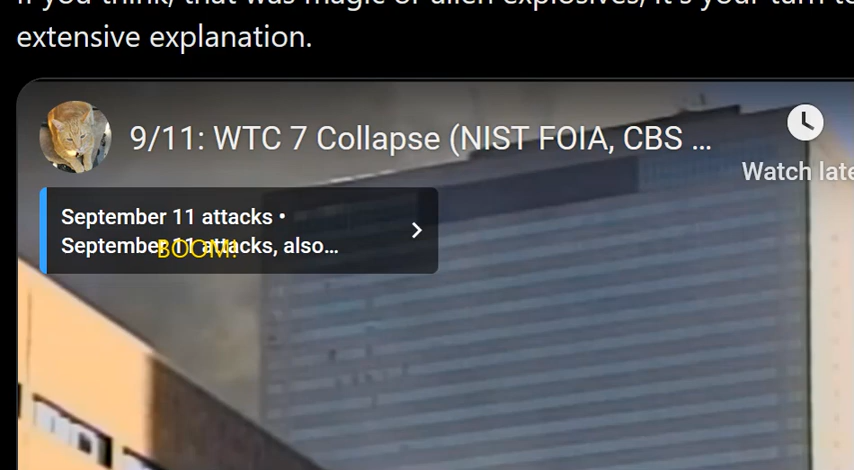 extensive explanation.
9/11: WTC 7 Collapse (NIST FOIA, CBS ...
Watch late
September 11 attacks •
September 11 attacks, also...
BOOM!